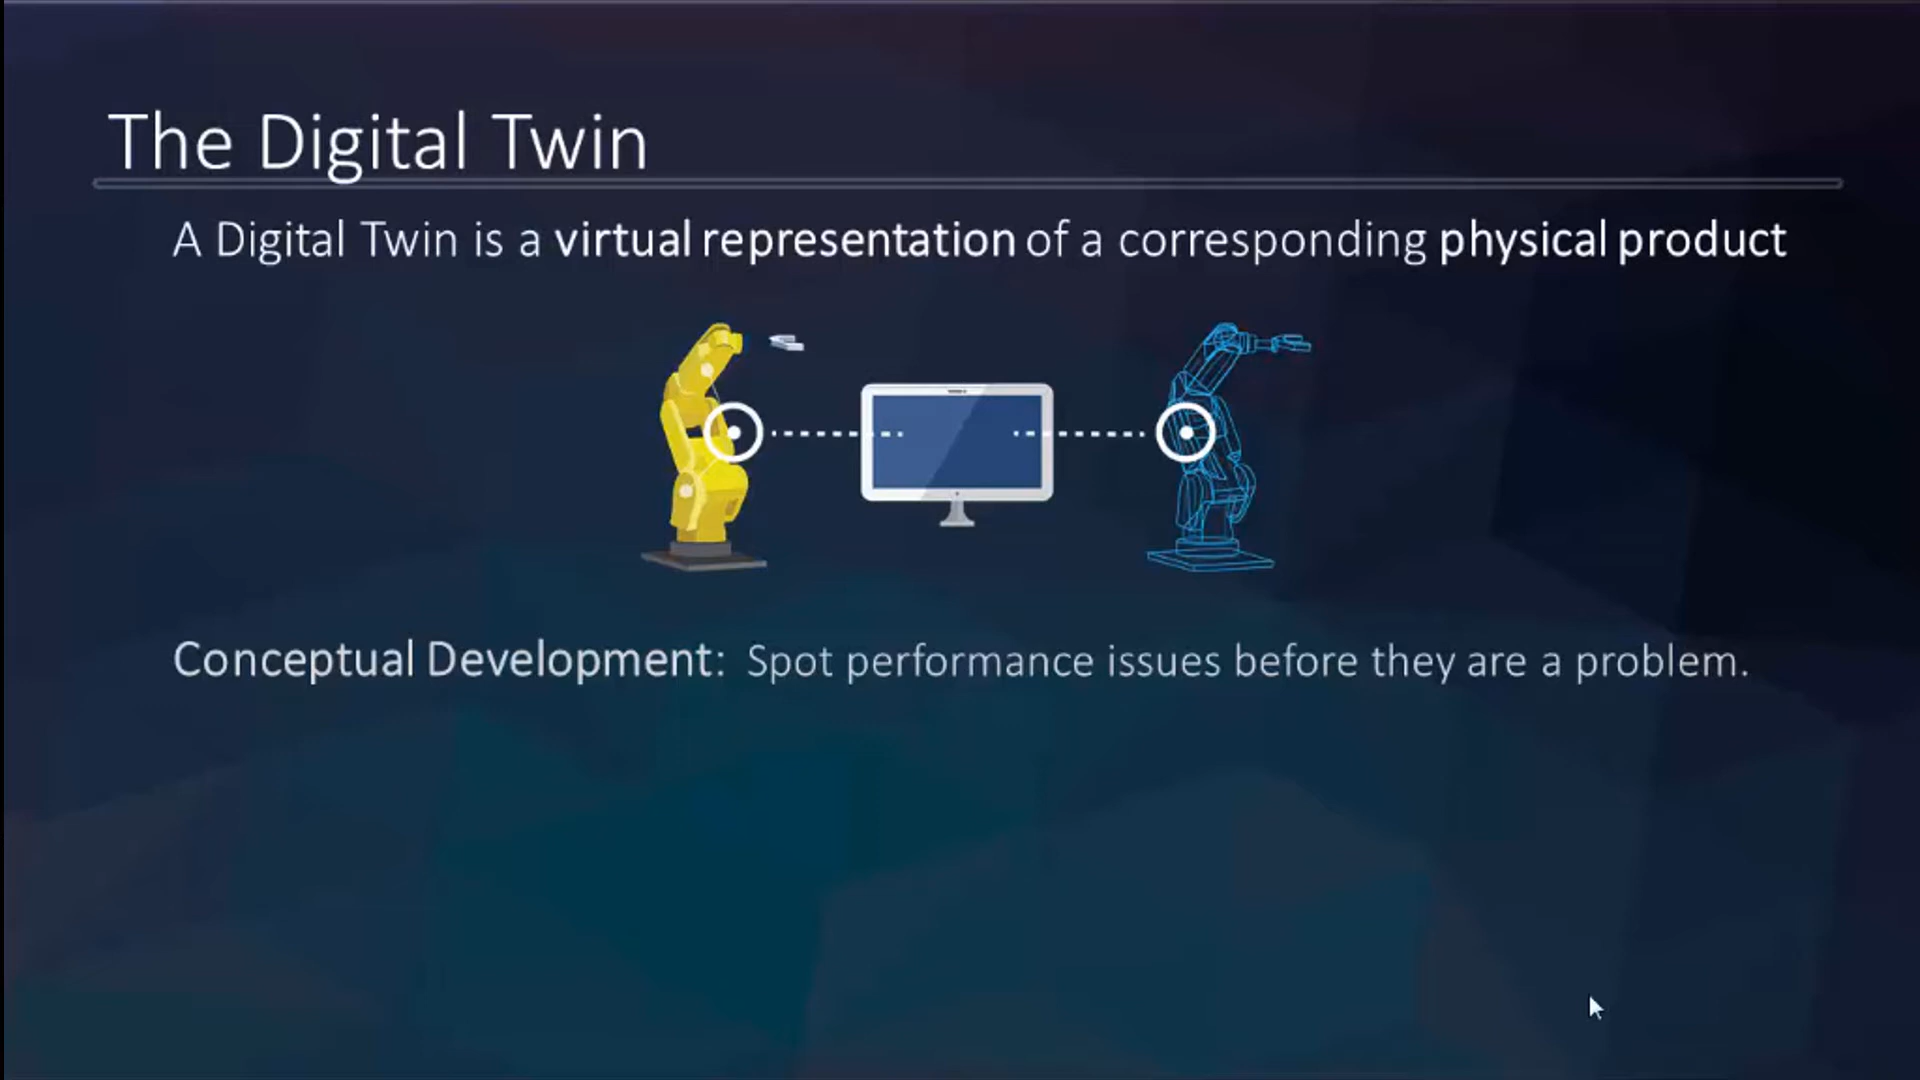 The Digital Twin
A Digital Twin is a virtual representation of a corresponding physical product
Conceptual Development: Spot performance issues before they are a problem.